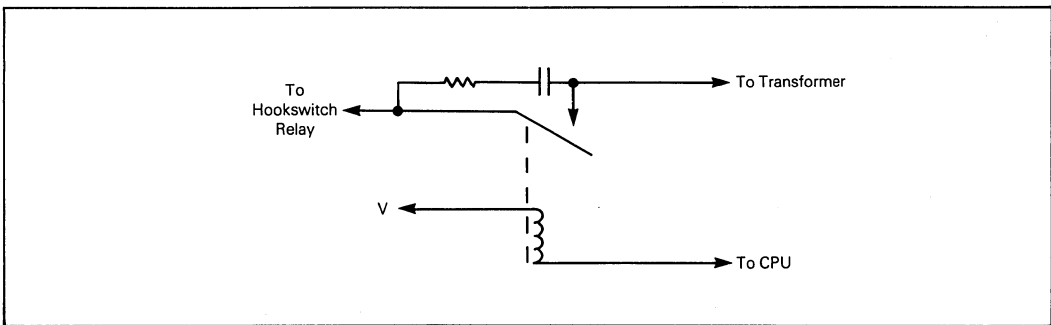 To
Hookswitch
Relay
To Transformer
V
To CPU